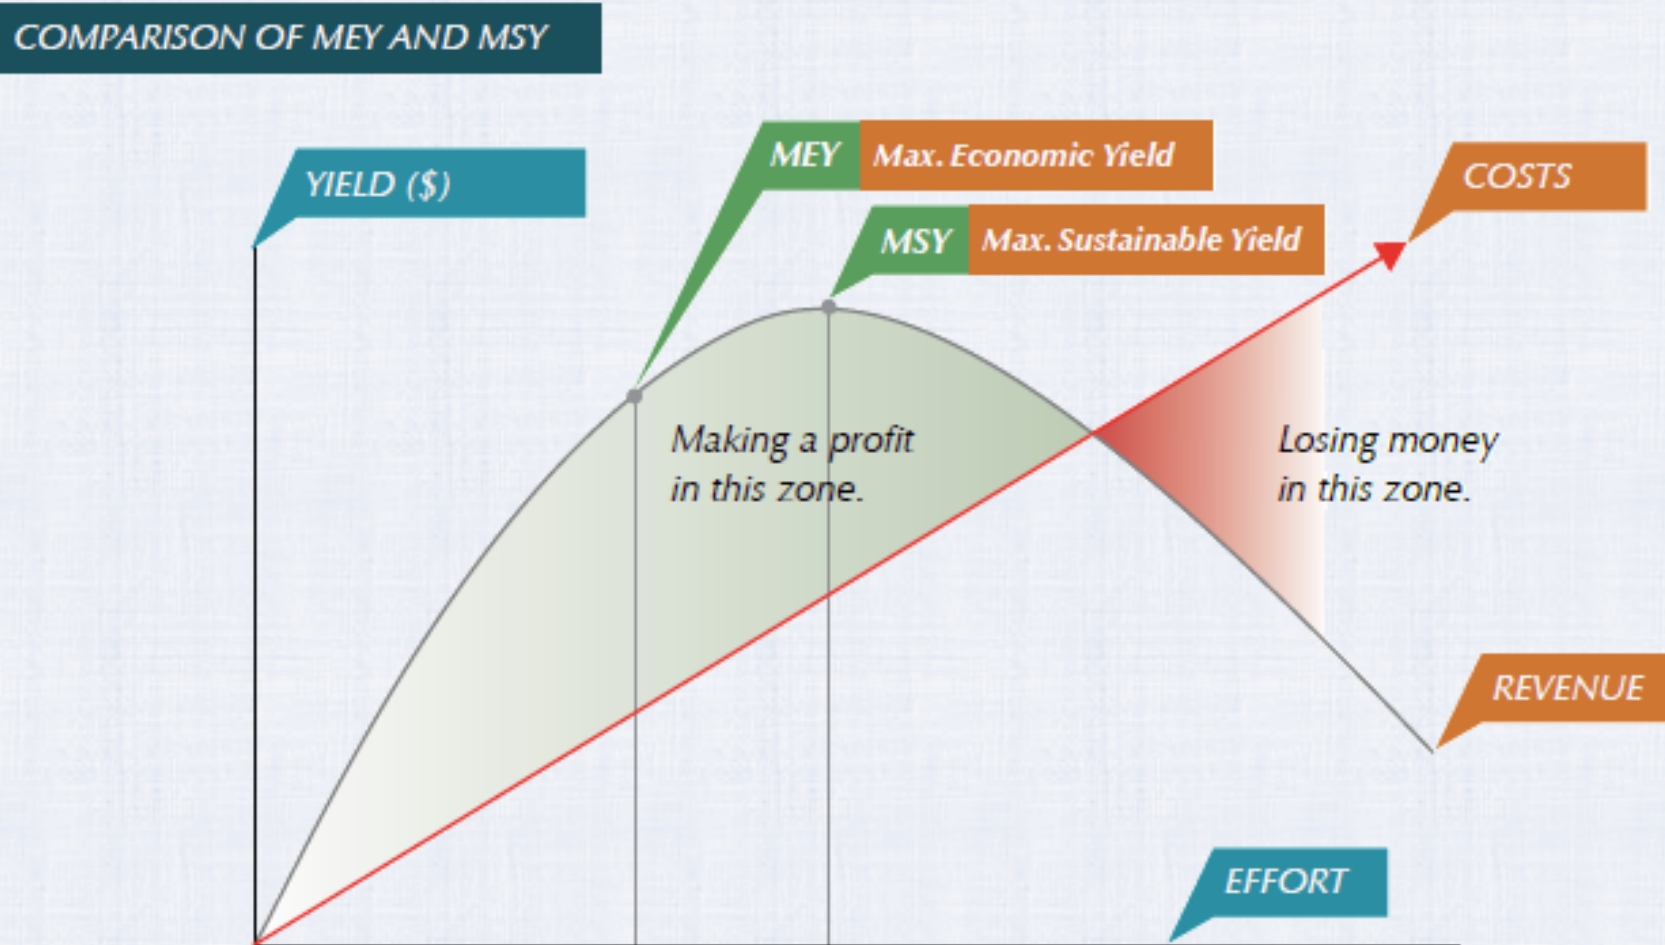 COMPARISON OF MEY AND MSY
YIELD ($)
MEY Max. Economic Yield
COSTS
MSY Max. Sustainable Yield
Making a profit
in this zone.
Losing money
in this zone.
REVENUE
EFFORT